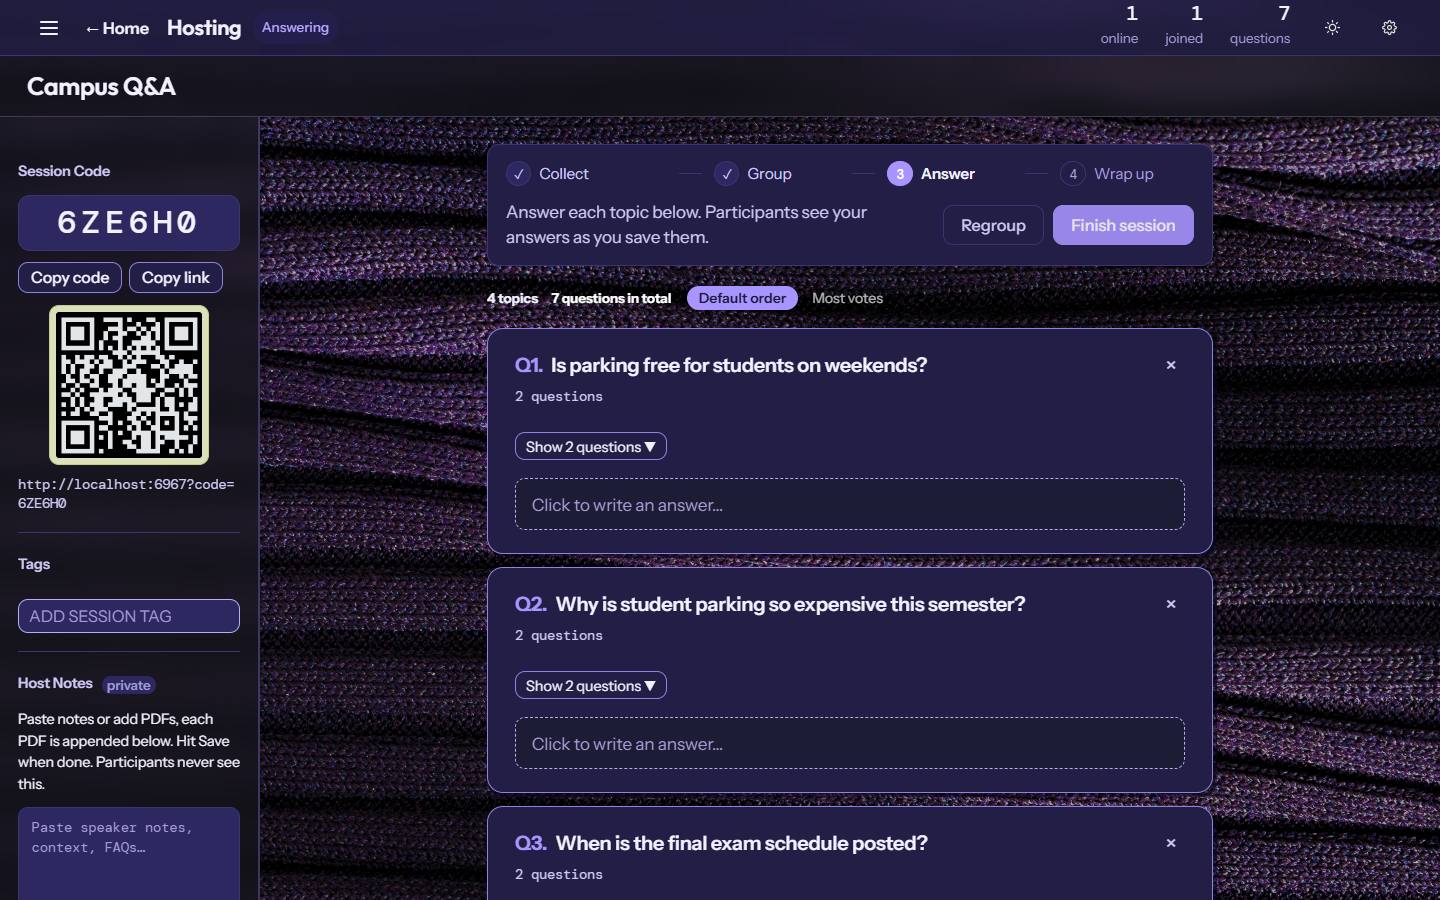 ← Home Hosting Answering
1 online
1 joined
7 questions
Campus Q&A
Session Code
6ZE6H0
Copy code Copy link
http://localhost:6967?code=
6ZE6H0
Tags
ADD SESSION TAG
Host Notes private
Paste notes or add PDFs, each
PDF is appended below. Hit Save
when done. Participants never see
this.
Paste speaker notes,
context, FAQs…
✓ Collect ✓ Group 3 Answer 4 Wrap up
Answer each topic below. Participants see your
answers as you save them.
Regroup Finish session
4 topics 7 questions in total Default order Most votes
Q1. Is parking free for students on weekends? ×
2 questions
Show 2 questions ▼
Click to write an answer...
Q2. Why is student parking so expensive this semester? ×
2 questions
Show 2 questions ▼
Click to write an answer...
Q3. When is the final exam schedule posted? ×
2 questions